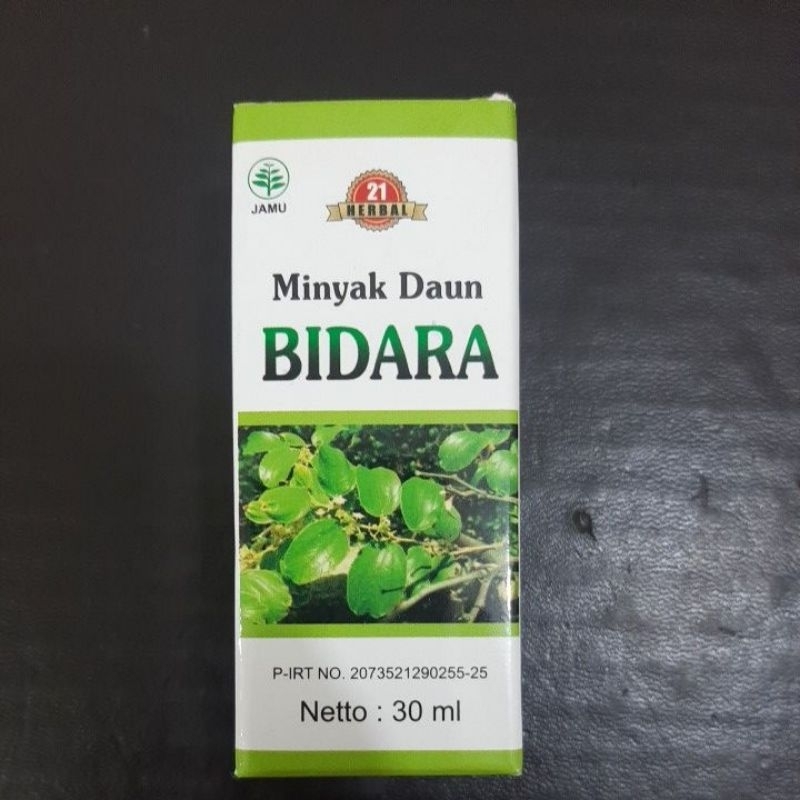 JAMU
21
HERBAL
Minyak Daun
BIDARA
P-IRT NO. 2073521290255-25
Netto : 30 ml